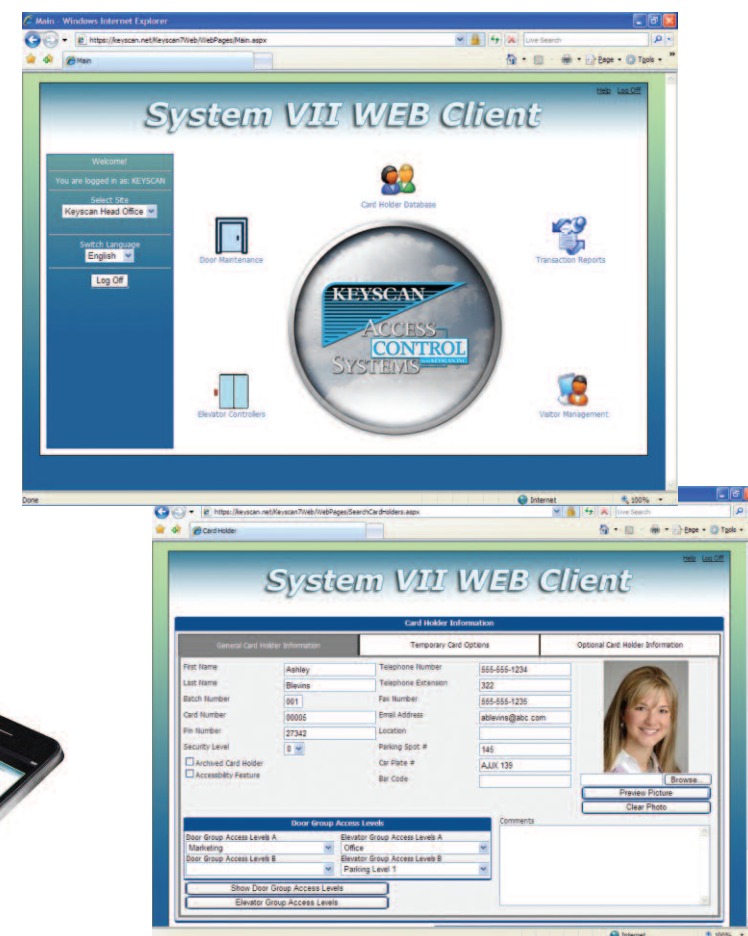 Main - Windows Internet Explorer
https://keyscan.net/Keyscan7Web/WebPages/Main.aspx
Live Search
Main
Page
Tools
Help Log Off
System VII WEB Client
Welcome!
You are logged in as: KEYSCAN
Select Site
Keyscan Head Office
Switch Language
English
Log Off
Card Holder Database
Door Maintenance
Transaction Reports
KEYSCAN
ACCESS
CONTROL
SYSTEMS
Elevator Controllers
Visitor Management
Done
Internet
100%
https://keyscan.net/Keyscan7Web/WebPages/SearchCardHolders.aspx
Live Search
Card Holder
Page
Tools
Help Log Off
System VII WEB Client
Card Holder Information
General Card Holder Information
Temporary Card Options
Optional Card Holder Information
First Name Ashley Telephone Number 555-555-1234
Last Name Blevins Telephone Extension 322
Batch Number 001 Fax Number 555-555-1235
Card Number 00005 Email Address ablevins@abc.com
Pin Number 27342 Location
Security Level 0 Parking Spot # 145
Archived Card Holder Car Plate # AJJX 139
Accessibility Feature Bar Code
Browse...
Preview Picture
Clear Photo
Door Group Access Levels
Comments
Door Group Access Levels A Elevator Group Access Levels A
Marketing Office
Door Group Access Levels B Elevator Group Access Levels B
Parking Level 1
Show Door Group Access Levels
Elevator Group Access Levels
Internet
100%